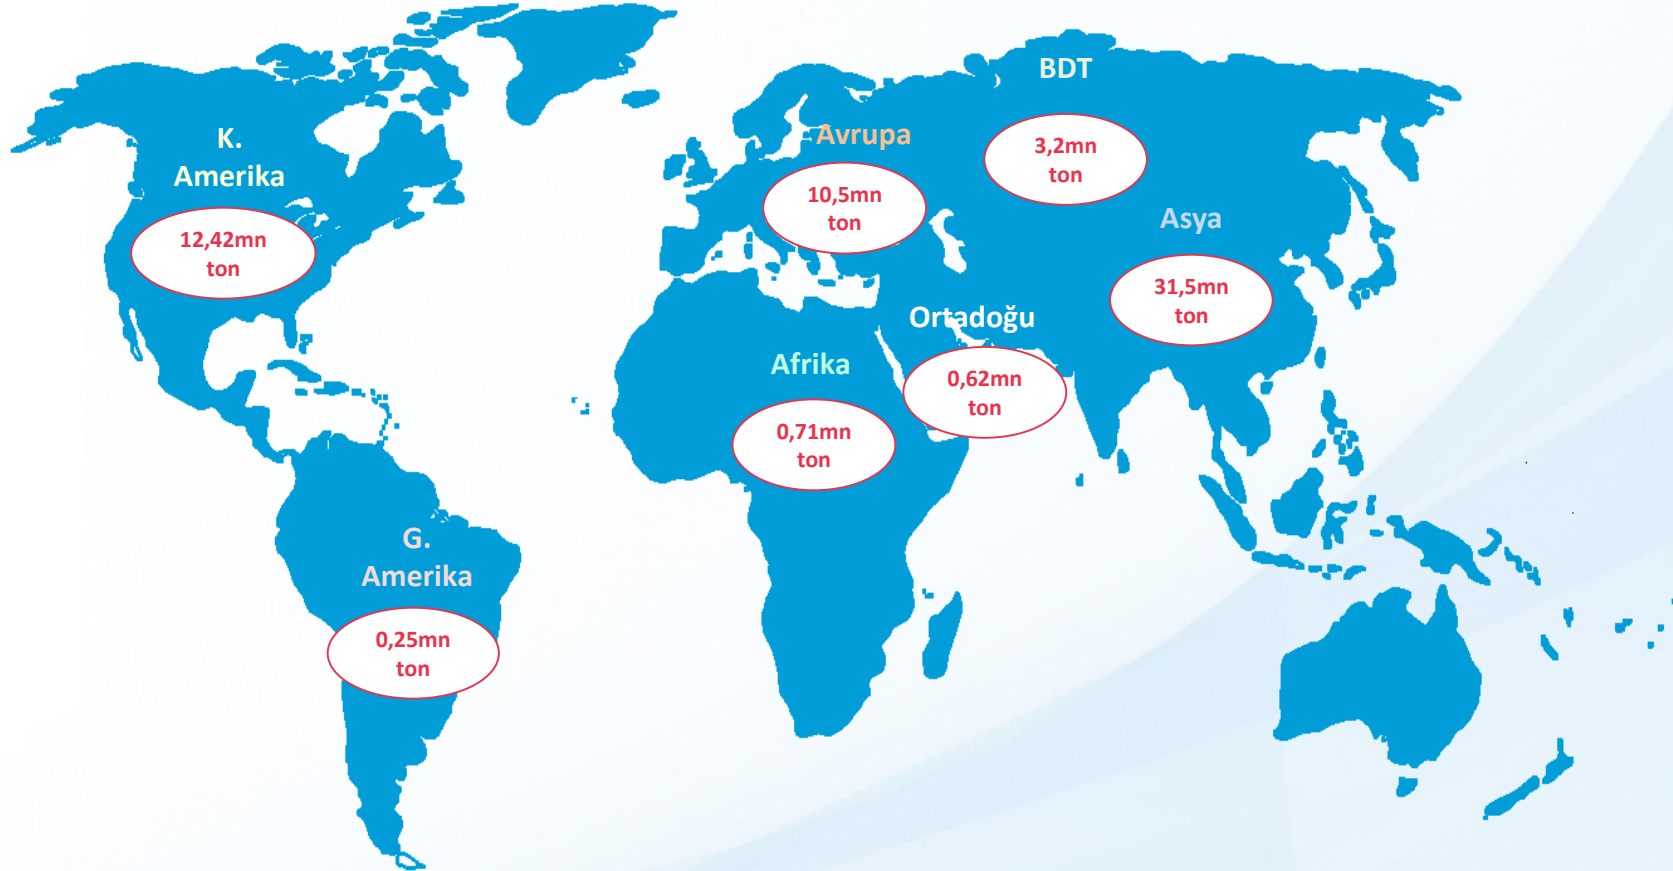 BDT
3,2mn
ton
K.
Amerika
12,42mn
ton
Avrupa
10,5mn
ton
Asya
31,5mn
ton
Ortadoğu
0,62mn
ton
Afrika
0,71mn
ton
G.
Amerika
0,25mn
ton